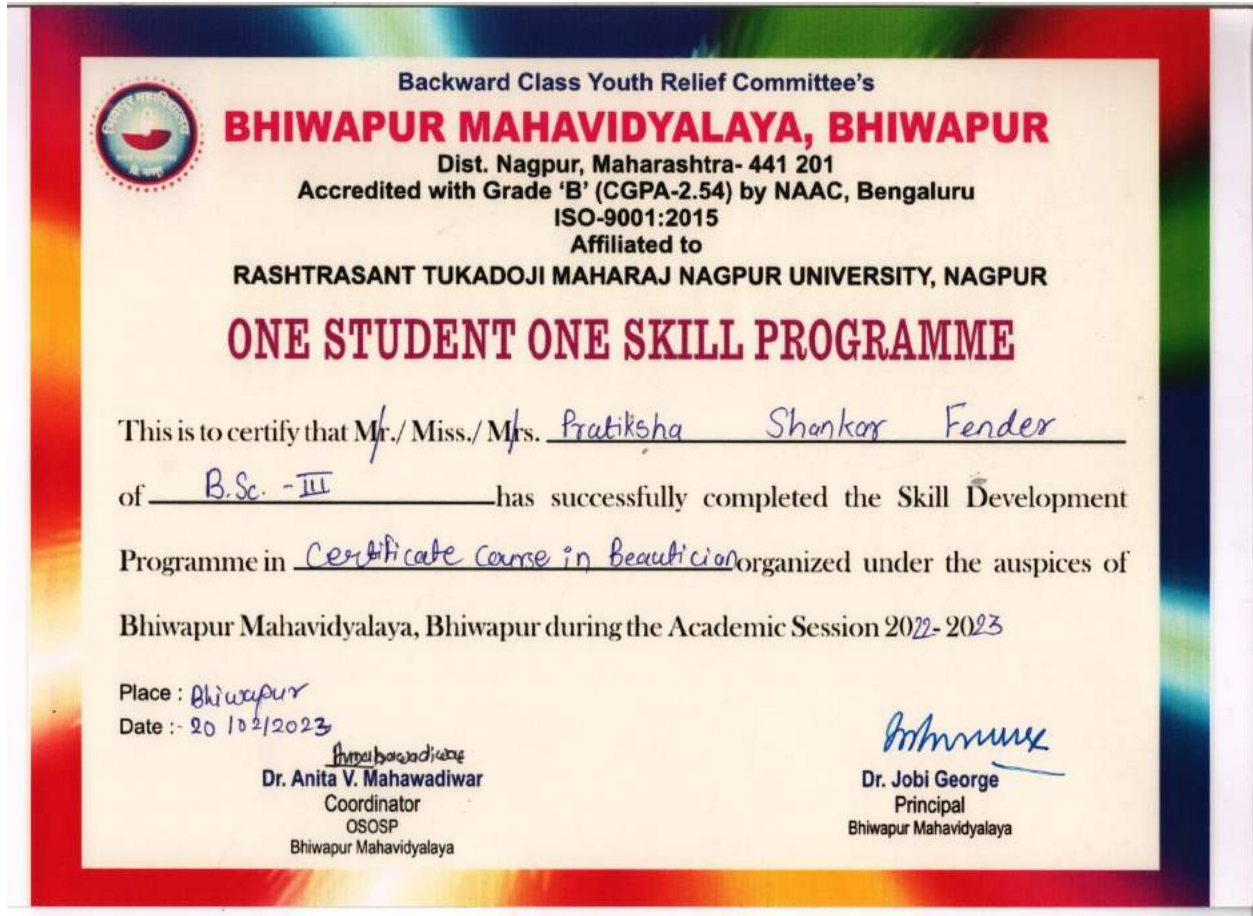 Backward Class Youth Relief Committee's
BHIWAPUR MAHAVIDYALAYA, BHIWAPUR
Dist. Nagpur, Maharashtra- 441 201
Accredited with Grade ‘B’ (CGPA-2.54) by NAAC, Bengaluru
ISO-9001:2015
Affiliated to
RASHTRASANT TUKADOJI MAHARAJ NAGPUR UNIVERSITY, NAGPUR
ONE STUDENT ONE SKILL PROGRAMME
This is to certify that Mr./ Miss./ Mrs. Pratiksha Shankar Fender
of B.Sc. - III has successfully completed the Skill Development
Programme in Certificate Course in Beautician organized under the auspices of
Bhiwapur Mahavidyalaya, Bhiwapur during the Academic Session 2022- 2023
Place : Bhiwapur
Date :- 20/02/2023
Dr. Anita V. Mahawadiwar
Coordinator
OSOSP
Bhiwapur Mahavidyalaya
Dr. Jobi George
Principal
Bhiwapur Mahavidyalaya